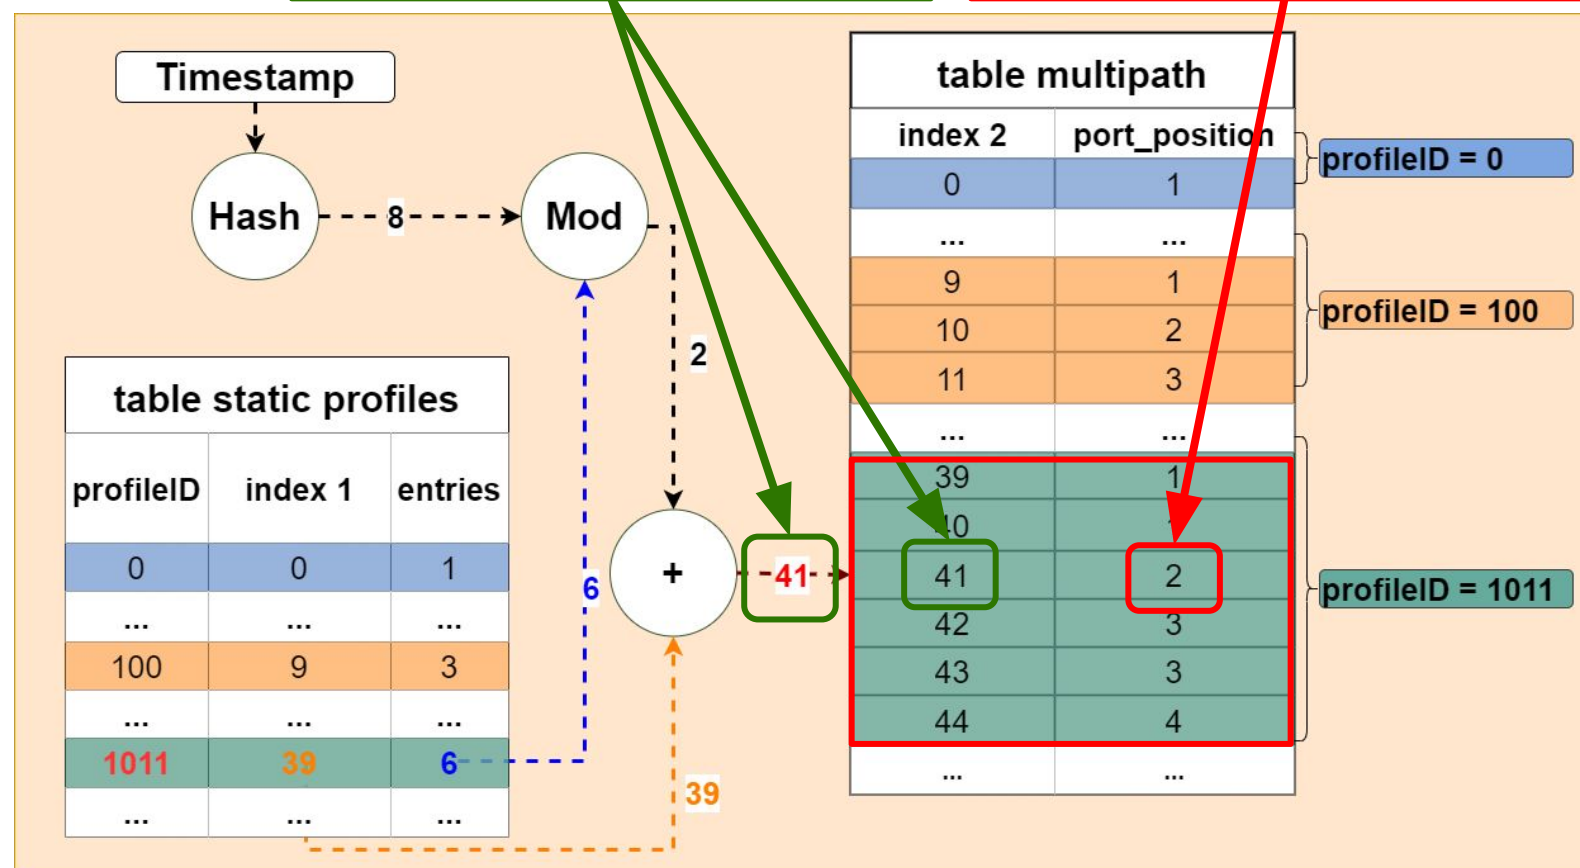 Timestamp
Hash
8
Mod
2
6
+
41
39
table static profiles
profileID index 1 entries
0 0 1
... ... ...
100 9 3
... ... ...
1011 39 6
... ... ...
table multipath
index 2 port_position
0 1
... ...
9 1
10 2
11 3
... ...
39 1
40
41 2
42 3
43 3
44 4
... ...
profileID = 0
profileID = 100
profileID = 1011